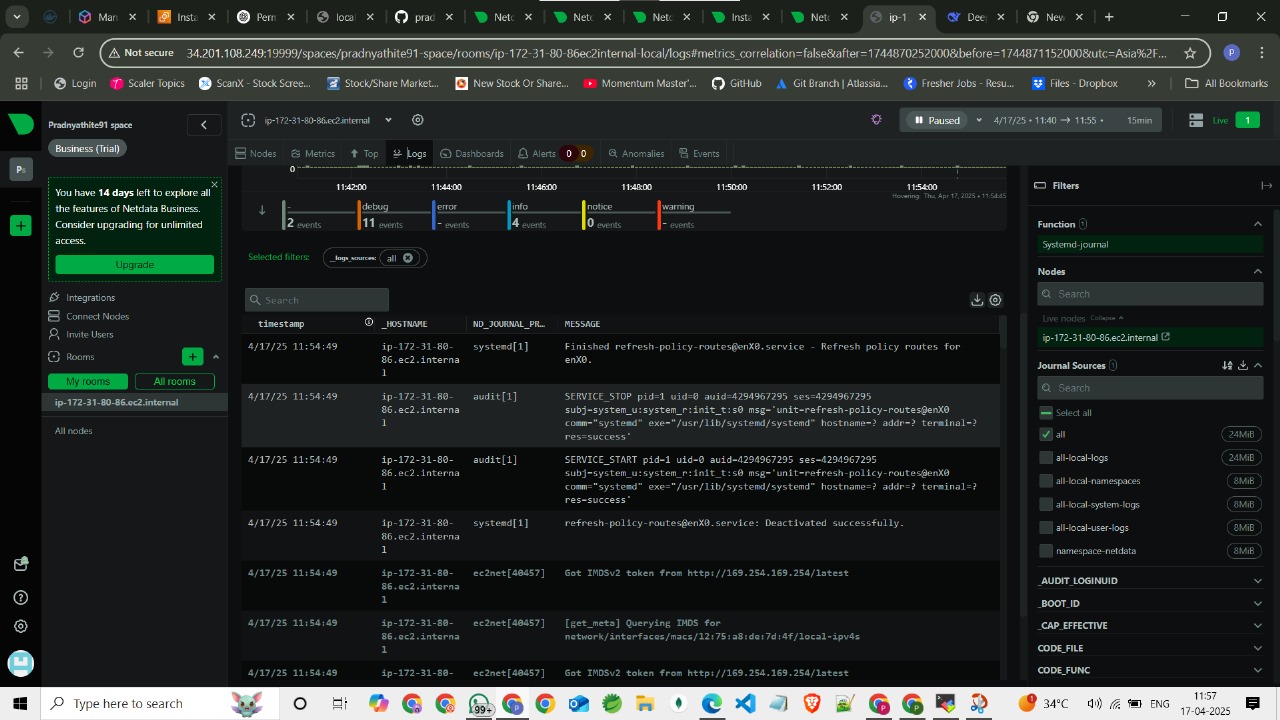 Man
Insta
Perm
local
prad
Netc
Netc
Netc
Insta
Netc
ip-1
Deep
New
Not secure
34.201.108.249:19999/spaces/pradnyathite91-space/rooms/ip-172-31-80-86ec2internal-local/logs#metrics_correlation=false&after=1744870252000&before=1744871152000&utc=Asia%2F...
P
Login
Scaler Topics
ScanX - Stock Scree...
Stock/Share Market...
New Stock Or Share...
Momentum Master'...
GitHub
Git Branch | Atlassia...
Fresher Jobs - Resu...
Files - Dropbox
»
All Bookmarks
Pradnyathite91 space
Business (Trial)
Ps
You have 14 days left to explore all
the features of Netdata Business.
Consider upgrading for unlimited
access.
Upgrade
Integrations
Connect Nodes
Invite Users
Rooms
My rooms
All rooms
ip-172-31-80-86.ec2.internal
All nodes
ip-172-31-80-86.ec2.internal
Paused
4/17/25 • 11:40 → 11:55 • 15min
Live
1
Nodes
Metrics
Top
Logs
Dashboards
Alerts
0
0
Anomalies
Events
0
11:42:00
11:44:00
11:46:00
11:48:00
11:50:00
11:52:00
11:54:00
Hovering: Thu, Apr 17, 2025 • 11:54:45
2 events
debug
11 events
error
- events
info
4 events
notice
0 events
warning
- events
Selected filters:
_logs_sources: all
Search
timestamp
_HOSTNAME
ND_JOURNAL_PR...
MESSAGE
4/17/25 11:54:49
ip-172-31-80-
86.ec2.interna
l
systemd[1]
Finished refresh-policy-routes@enX0.service - Refresh policy routes for
enX0.
4/17/25 11:54:49
ip-172-31-80-
86.ec2.interna
l
audit[1]
SERVICE_STOP pid=1 uid=0 auid=4294967295 ses=4294967295
subj=system_u:system_r:init_t:s0 msg='unit=refresh-policy-routes@enX0
comm="systemd" exe="/usr/lib/systemd/systemd" hostname=? addr=? terminal=?
res=success'
4/17/25 11:54:49
ip-172-31-80-
86.ec2.interna
l
audit[1]
SERVICE_START pid=1 uid=0 auid=4294967295 ses=4294967295
subj=system_u:system_r:init_t:s0 msg='unit=refresh-policy-routes@enX0
comm="systemd" exe="/usr/lib/systemd/systemd" hostname=? addr=? terminal=?
res=success'
4/17/25 11:54:49
ip-172-31-80-
86.ec2.interna
l
systemd[1]
refresh-policy-routes@enX0.service: Deactivated successfully.
4/17/25 11:54:49
ip-172-31-80-
86.ec2.interna
l
ec2net[40457]
Got IMDSv2 token from http://169.254.169.254/latest
4/17/25 11:54:49
ip-172-31-80-
86.ec2.interna
l
ec2net[40457]
[get_meta] Querying IMDS for
network/interfaces/macs/12:75:a8:de:7d:4f/local-ipv4s
4/17/25 11:54:49
ip-172-31-80-
ec2net[40457]
Got IMDSv2 token from http://169.254.169.254/latest
Filters
Function 1
Systemd-journal
Nodes
Search
Live nodes Collapse
ip-172-31-80-86.ec2.internal
Journal Sources 1
Search
Select all
all 24MiB
all-local-logs 24MiB
all-local-namespaces 8MiB
all-local-system-logs 8MiB
all-local-user-logs 8MiB
namespace-netdata 8MiB
_AUDIT_LOGINUID
_BOOT_ID
_CAP_EFFECTIVE
CODE_FILE
CODE_FUNC
Type here to search
99+
34°C
ENG
11:57
17-04-2025